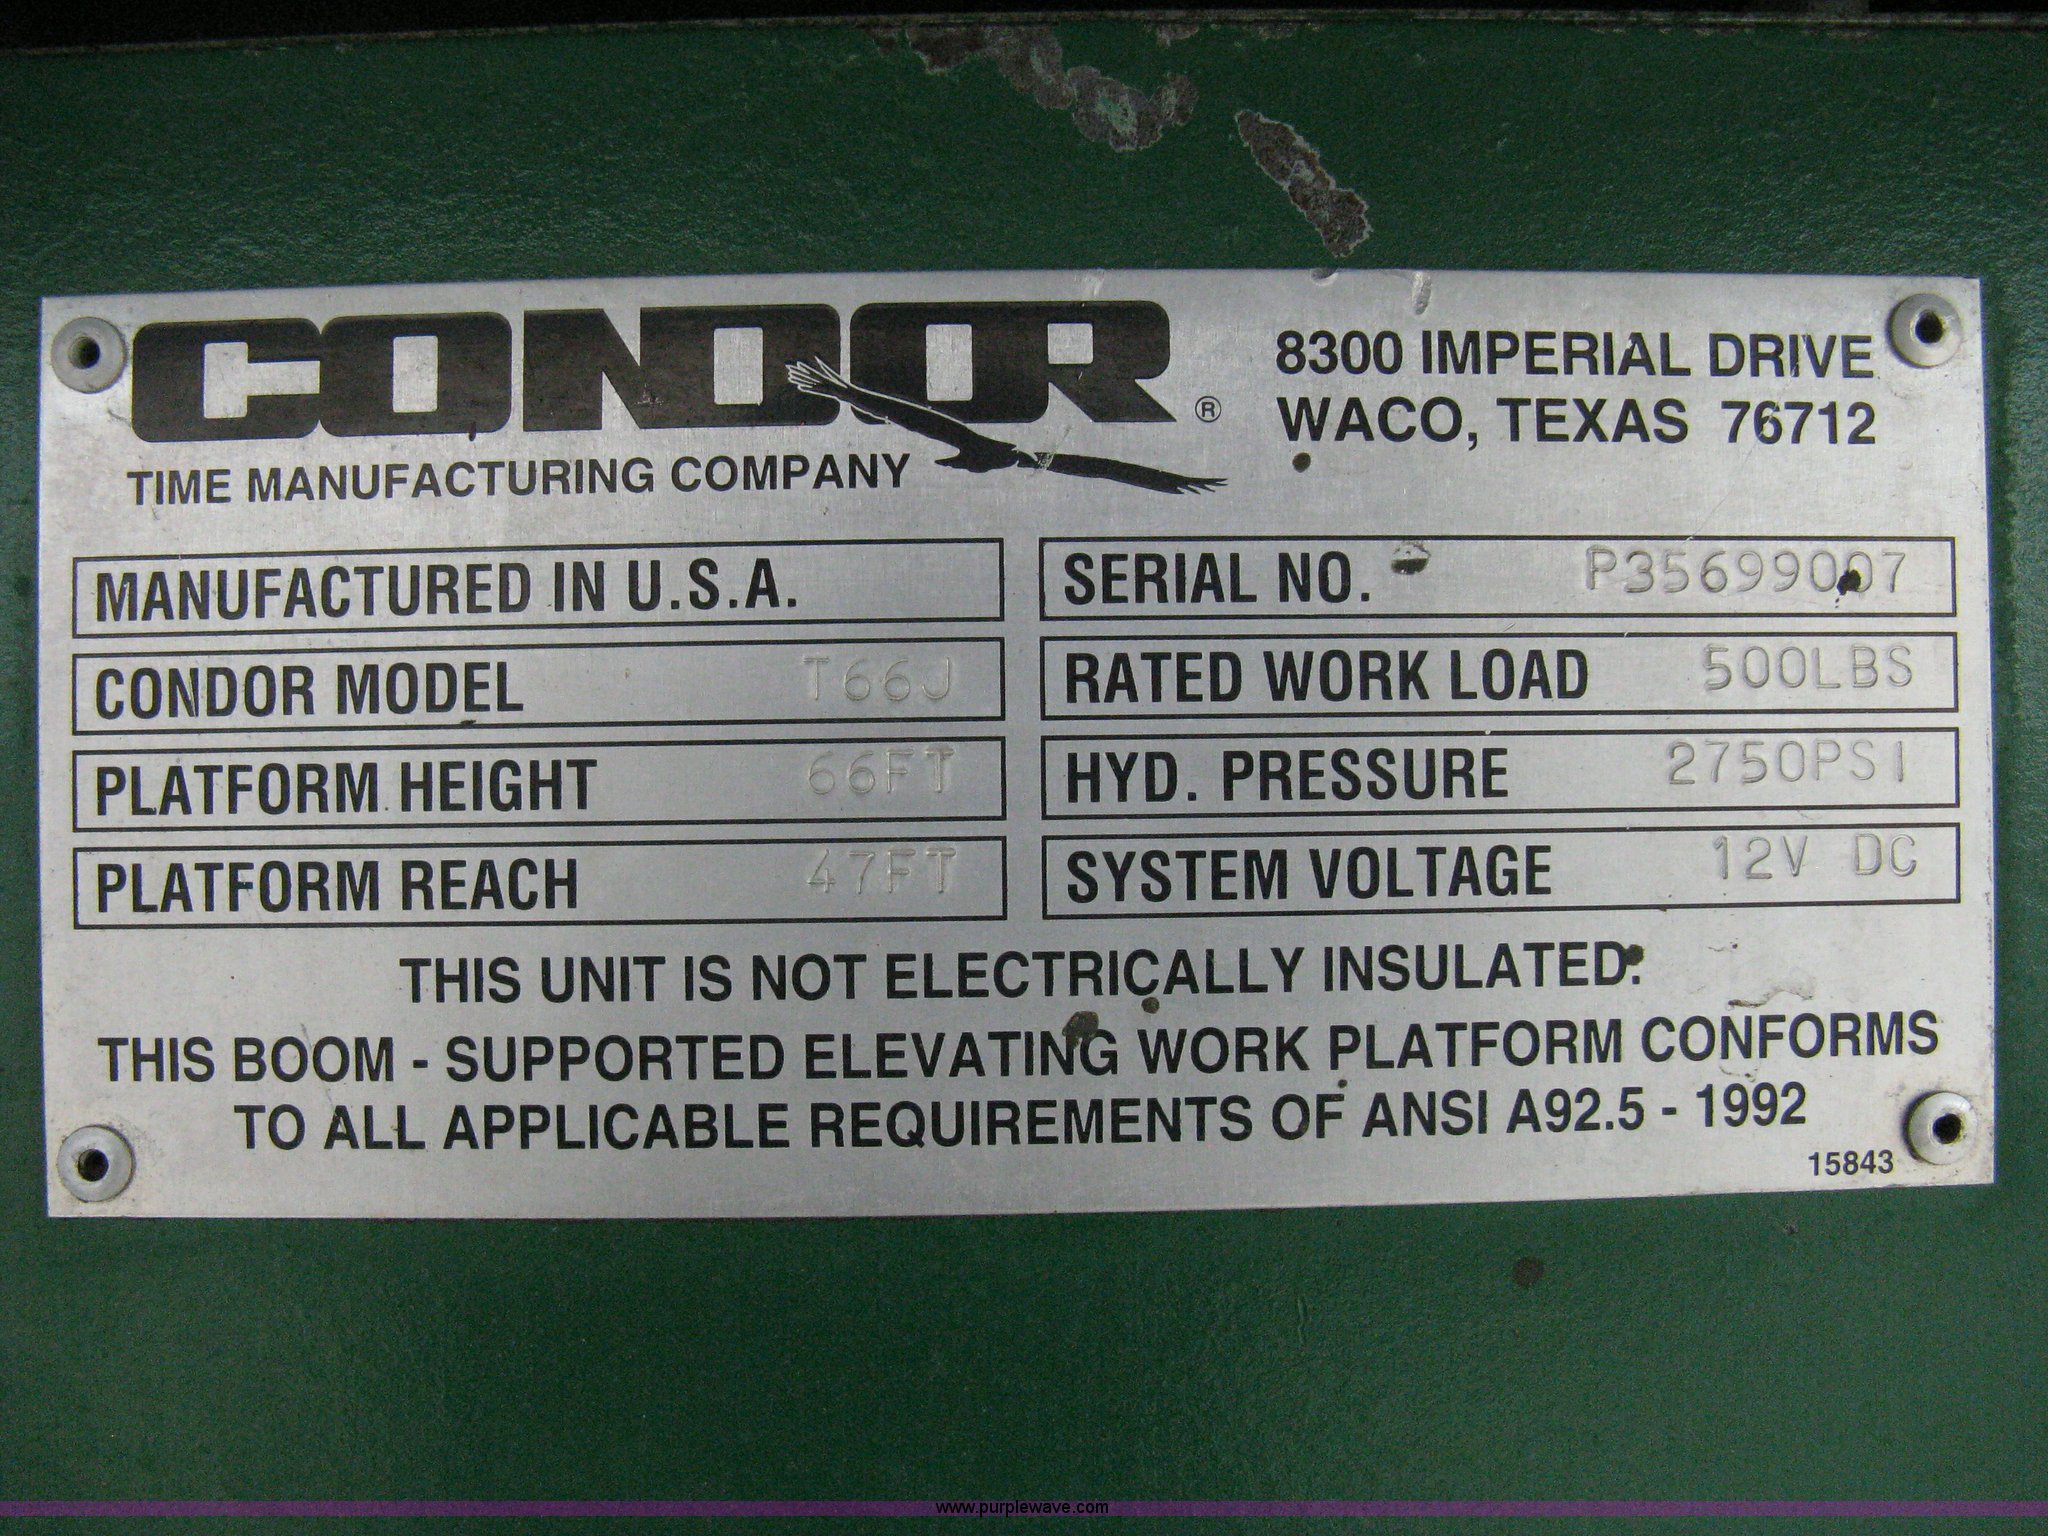 CONDOR ®
TIME MANUFACTURING COMPANY
8300 IMPERIAL DRIVE
WACO, TEXAS 76712
MANUFACTURED IN U.S.A.
CONDOR MODEL T66J
PLATFORM HEIGHT 66FT
PLATFORM REACH 47FT
SERIAL NO. P35699007
RATED WORK LOAD 500LBS
HYD. PRESSURE 2750PSI
SYSTEM VOLTAGE 12V DC
THIS UNIT IS NOT ELECTRICALLY INSULATED.
THIS BOOM - SUPPORTED ELEVATING WORK PLATFORM CONFORMS
TO ALL APPLICABLE REQUIREMENTS OF ANSI A92.5 - 1992
15843
www.purplewave.com